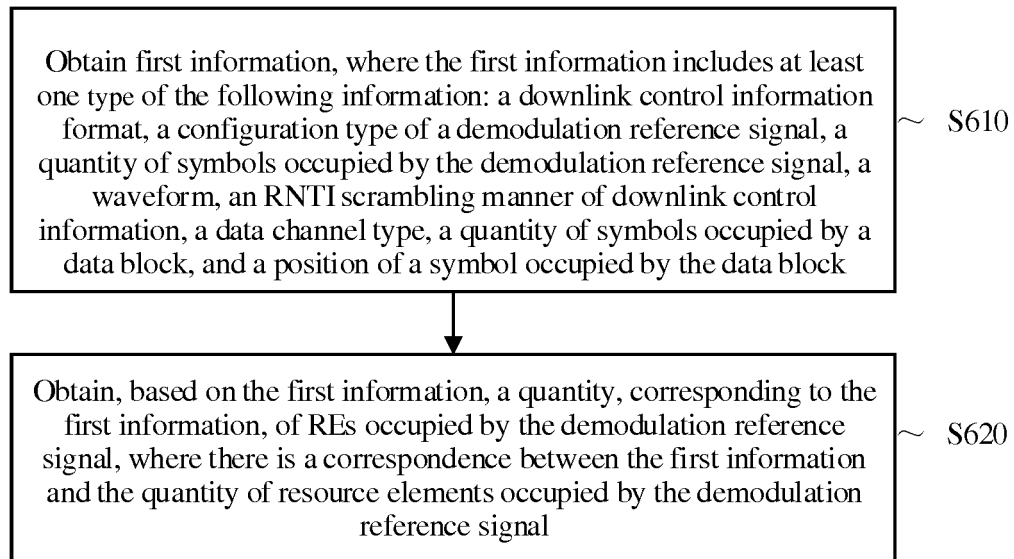 Obtain first information, where the first information includes at least
one type of the following information: a downlink control information
format, a configuration type of a demodulation reference signal, a
quantity of symbols occupied by the demodulation reference signal, a
waveform, an RNTI scrambling manner of downlink control
information, a data channel type, a quantity of symbols occupied by a
data block, and a position of a symbol occupied by the data block
S610
Obtain, based on the first information, a quantity, corresponding to the
first information, of REs occupied by the demodulation reference
signal, where there is a correspondence between the first information
and the quantity of resource elements occupied by the demodulation
reference signal
S620